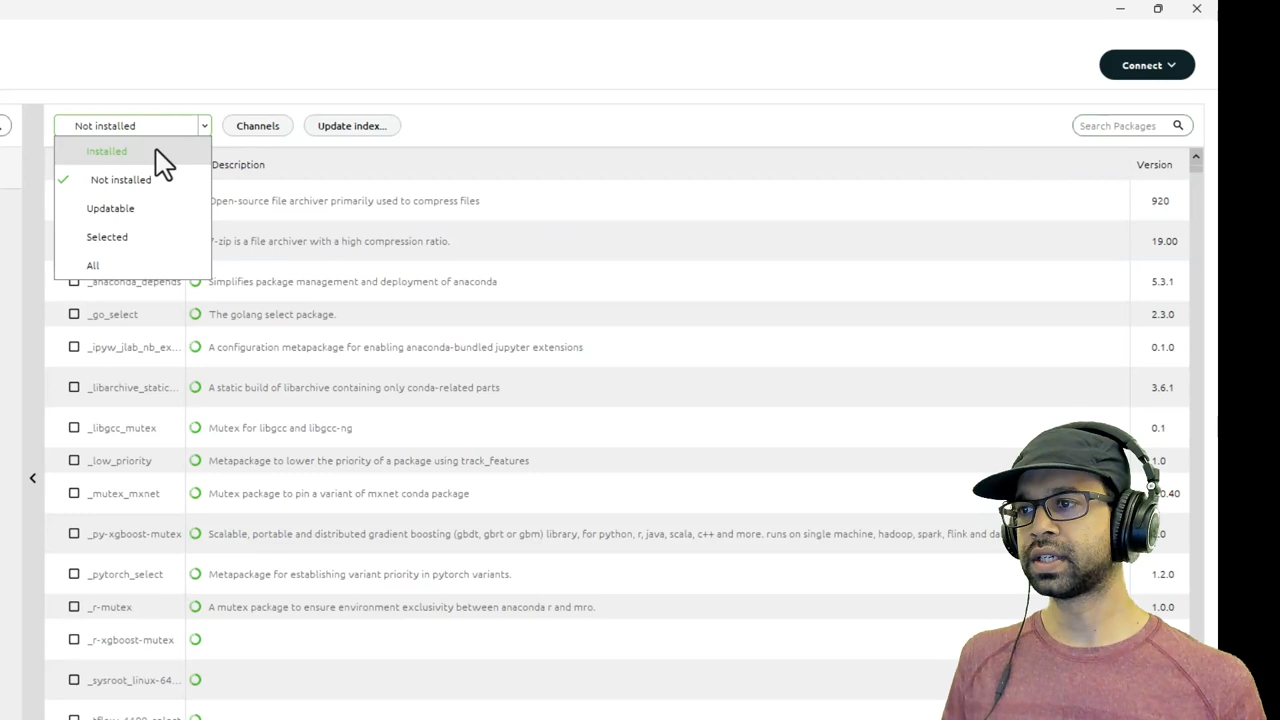 Connect
Not installed
Channels
Update index...
Search Packages
Installed
Not installed
Updatable
Selected
All
Description
Version
Open-source file archiver primarily used to compress files
920
7-zip is a file archiver with a high compression ratio.
19.00
_anaconda_depends
Simplifies package management and deployment of anaconda
5.3.1
_go_select
The golang select package.
2.3.0
_ipyw_jlab_nb_ex...
A configuration metapackage for enabling anaconda-bundled jupyter extensions
0.1.0
_libarchive_static...
A static build of libarchive containing only conda-related parts
3.6.1
_libgcc_mutex
Mutex for libgcc and libgcc-ng
0.1
_low_priority
Metapackage to lower the priority of a package using track_features
1.0
_mutex_mxnet
Mutex package to pin a variant of mxnet conda package
.40
_py-xgboost-mutex
Scalable, portable and distributed gradient boosting (gbdt, gbrt or gbm) library, for python, r, java, scala, c++ and more. runs on single machine, hadoop, spark, flink and
.0
_pytorch_select
Metapackage for establishing variant priority in pytorch variants.
1.2.0
_r-mutex
A mutex package to ensure environment exclusivity between anaconda r and mro.
1.0.0
_r-xgboost-mutex
_sysroot_linux-64...